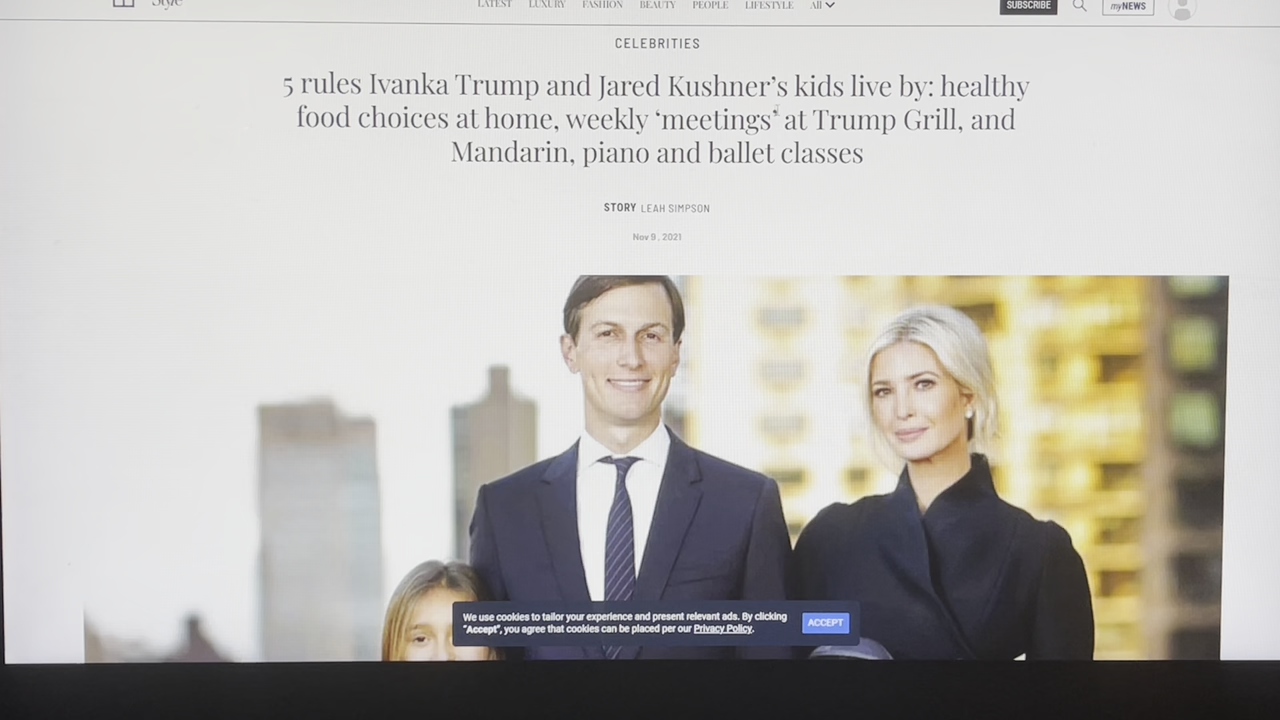 Style
LATEST LUXURY FASHION BEAUTY PEOPLE LIFESTYLE All
SUBSCRIBE
myNEWS
CELEBRITIES
5 rules Ivanka Trump and Jared Kushner’s kids live by: healthy
food choices at home, weekly ‘meetings’ at Trump Grill, and
Mandarin, piano and ballet classes
STORY LEAH SIMPSON
Nov 9, 2021
We use cookies to tailor your experience and present relevant ads. By clicking
"Accept", you agree that cookies can be placed per our Privacy Policy.
ACCEPT